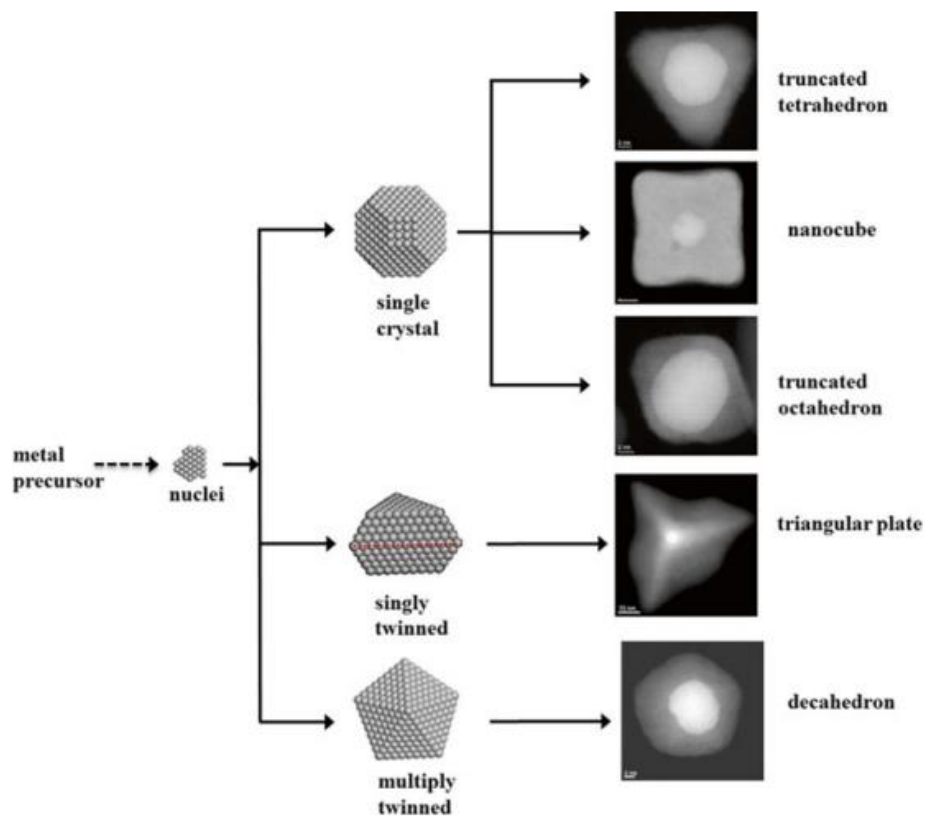 truncated
tetrahedron
nanocube
single
crystal
truncated
octahedron
metal
precursor
nuclei
triangular plate
singly
twinned
decahedron
multiply
twinned